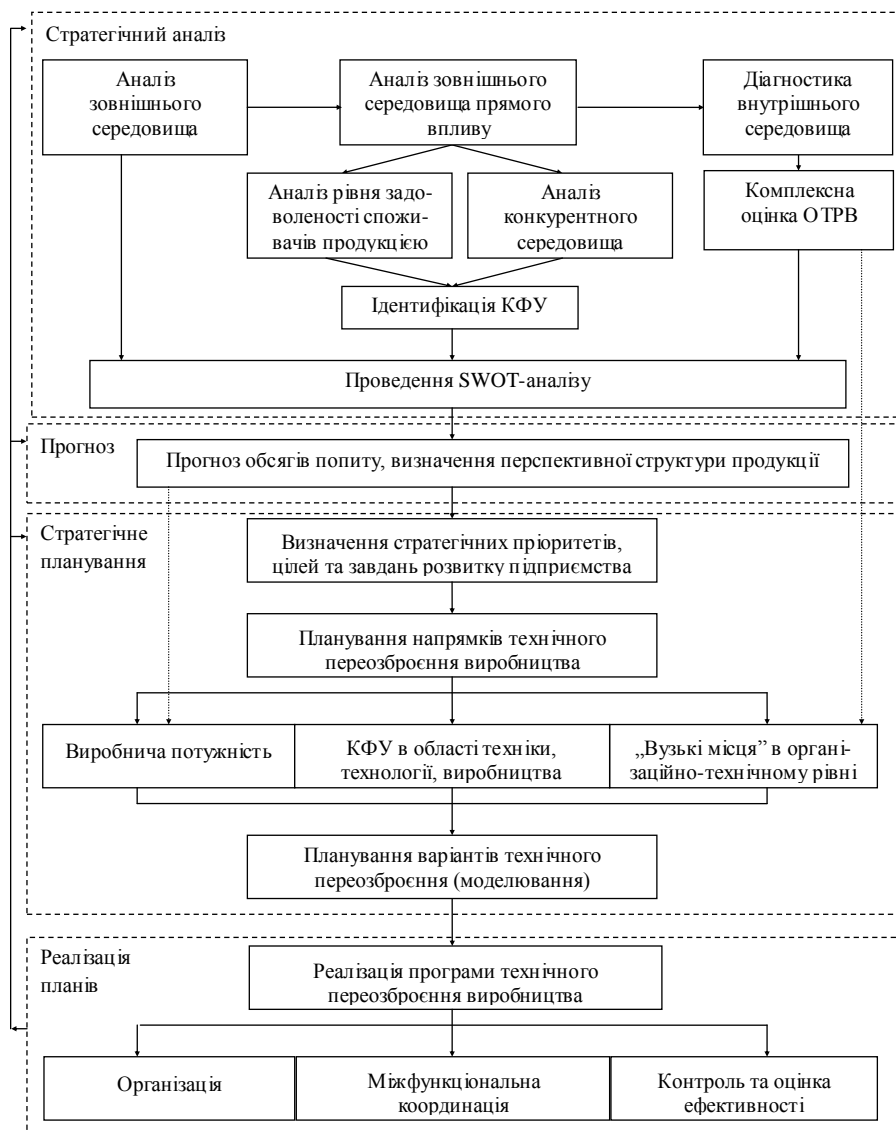 Стратегічний аналіз
Аналіз
зовнішнього
середовища
Аналіз зовнішнього
середовища прямого
впливу
Діагностика
внутрішнього
середовища
Аналіз рівня задо-
воленості спожи-
вачів продукцією
Аналіз
конкурентного
середовища
Комплексна
оцінка ОТРВ
Ідентифікація КФУ
Проведення SWOT-аналізу
Прогноз
Прогноз обсягів попиту, визначення перспективної структури продукції
Стратегічне
планування
Визначення стратегічних пріоритетів,
цілей та завдань розвитку підприємства
Планування напрямків технічного
переозброєння виробництва
Виробнича потужність
КФУ в області техніки,
технології, виробництва
„Вузькі місця” в органі-
заційно-технічному рівні
Планування варіантів технічного
переозброєння (моделювання)
Реалізація
планів
Реалізація програми технічного
переозброєння виробництва
Організація
Міжфункціональна
координація
Контроль та оцінка
ефективності